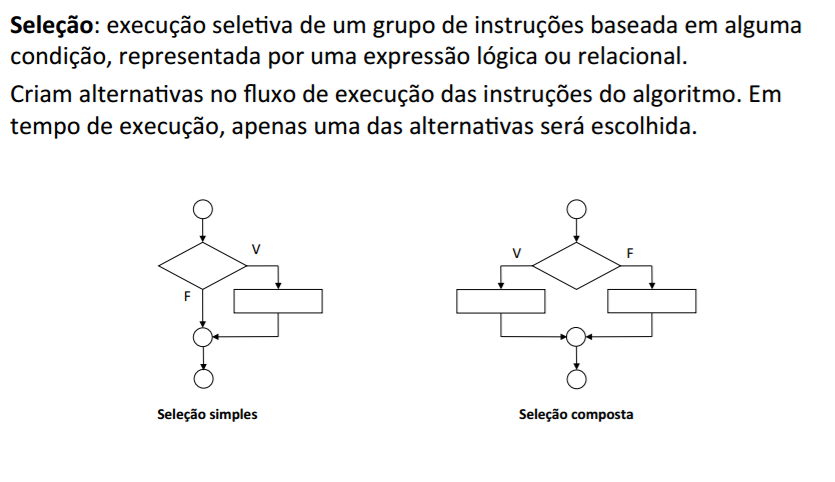 Seleção: execução seletiva de um grupo de instruções baseada em alguma
condição, representada por uma expressão lógica ou relacional.
Criam alternativas no fluxo de execução das instruções do algoritmo. Em
tempo de execução, apenas uma das alternativas será escolhida.
V
F
V
F
Seleção simples
Seleção composta